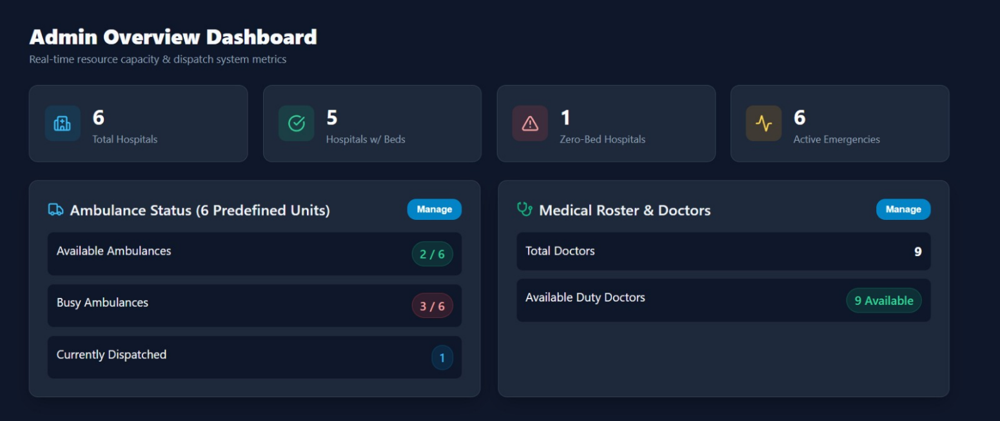 Admin Overview Dashboard
Real-time resource capacity & dispatch system metrics
6
Total Hospitals
5
Hospitals w/ Beds
1
Zero-Bed Hospitals
6
Active Emergencies
Ambulance Status (6 Predefined Units)
Manage
Available Ambulances
2 / 6
Busy Ambulances
3 / 6
Currently Dispatched
1
Medical Roster & Doctors
Manage
Total Doctors
9
Available Duty Doctors
9 Available